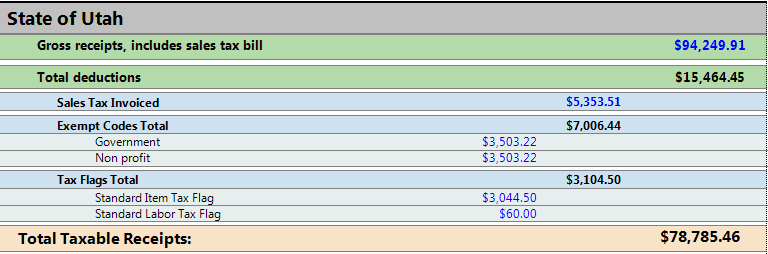 State of Utah
Gross receipts, includes sales tax bill $94,249.91
Total deductions $15,464.45
Sales Tax Invoiced $5,353.51
Exempt Codes Total $7,006.44
Government $3,503.22
Non profit $3,503.22
Tax Flags Total $3,104.50
Standard Item Tax Flag $3,044.50
Standard Labor Tax Flag $60.00
Total Taxable Receipts: $78,785.46